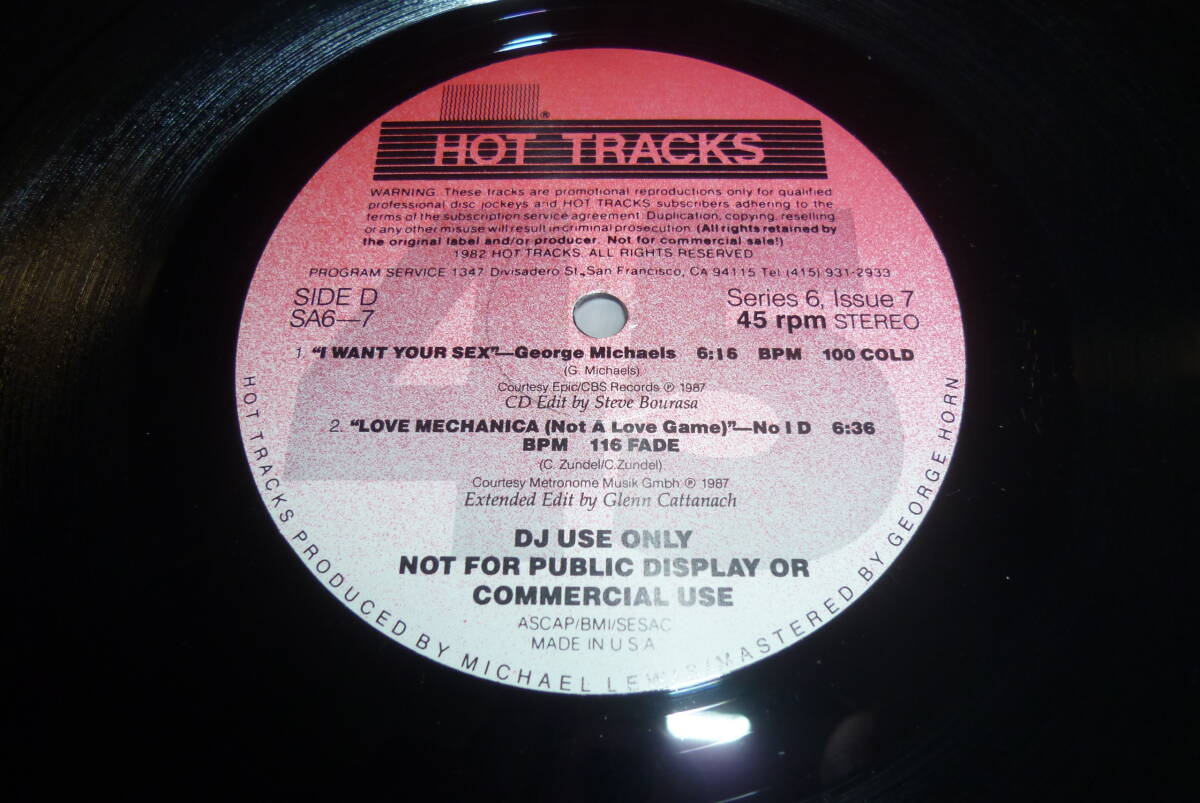 ®
HOT TRACKS
WARNING. These tracks are promotional reproductions only for qualified
professional disc jockeys and HOT TRACKS subscribers adhering to the
terms of the subscription service agreement. Duplication, copying, reselling
or any other misuse will result in criminal prosecution. (All rights retained by
the original label and/or producer. Not for commercial sale!)
1982 HOT TRACKS. ALL RIGHTS RESERVED
PROGRAM SERVICE 1347 Divisadero St., San Francisco, CA 94115 Tel (415) 931-2933
SIDE D
SA6—7
Series 6, Issue 7
45 rpm STEREO
1. "I WANT YOUR SEX"—George Michaels 6:16 BPM 100 COLD
(G. Michaels)
Courtesy Epic/CBS Records ℗ 1987
CD Edit by Steve Bourasa
2. "LOVE MECHANICA (Not A Love Game)"—No I D 6:36
BPM 116 FADE
(C. Zundel/C.Zundel)
Courtesy Metronome Musik Gmbh ℗ 1987
Extended Edit by Glenn Cattanach
45
DJ USE ONLY
NOT FOR PUBLIC DISPLAY OR
COMMERCIAL USE
ASCAP/BMI/SESAC
MADE IN U.S.A.
HOT TRACKS PRODUCED BY MICHAEL LEWIS/MASTERED BY GEORGE HORN